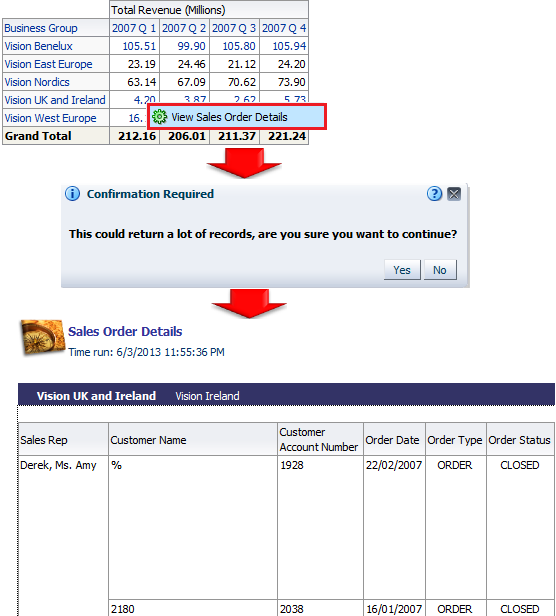 Total Revenue (Millions)
Business Group 2007 Q 1 2007 Q 2 2007 Q 3 2007 Q 4
Vision Benelux 105.51 99.90 105.80 105.94
Vision East Europe 23.19 24.46 21.12 24.20
Vision Nordics 63.14 67.09 70.62 73.90
Vision UK and Ireland 4.20 3.87 2.62 5.73
Vision West Europe 16. View Sales Order Details
Grand Total 212.16 206.01 211.37 221.24
Confirmation Required
This could return a lot of records, are you sure you want to continue?
Yes No
Sales Order Details
Time run: 6/3/2013 11:55:36 PM
Vision UK and Ireland Vision Ireland
Sales Rep Customer Name Customer Account Number Order Date Order Type Order Status
Derek, Ms. Amy % 1928 22/02/2007 ORDER CLOSED
2180 2038 16/01/2007 ORDER CLOSED